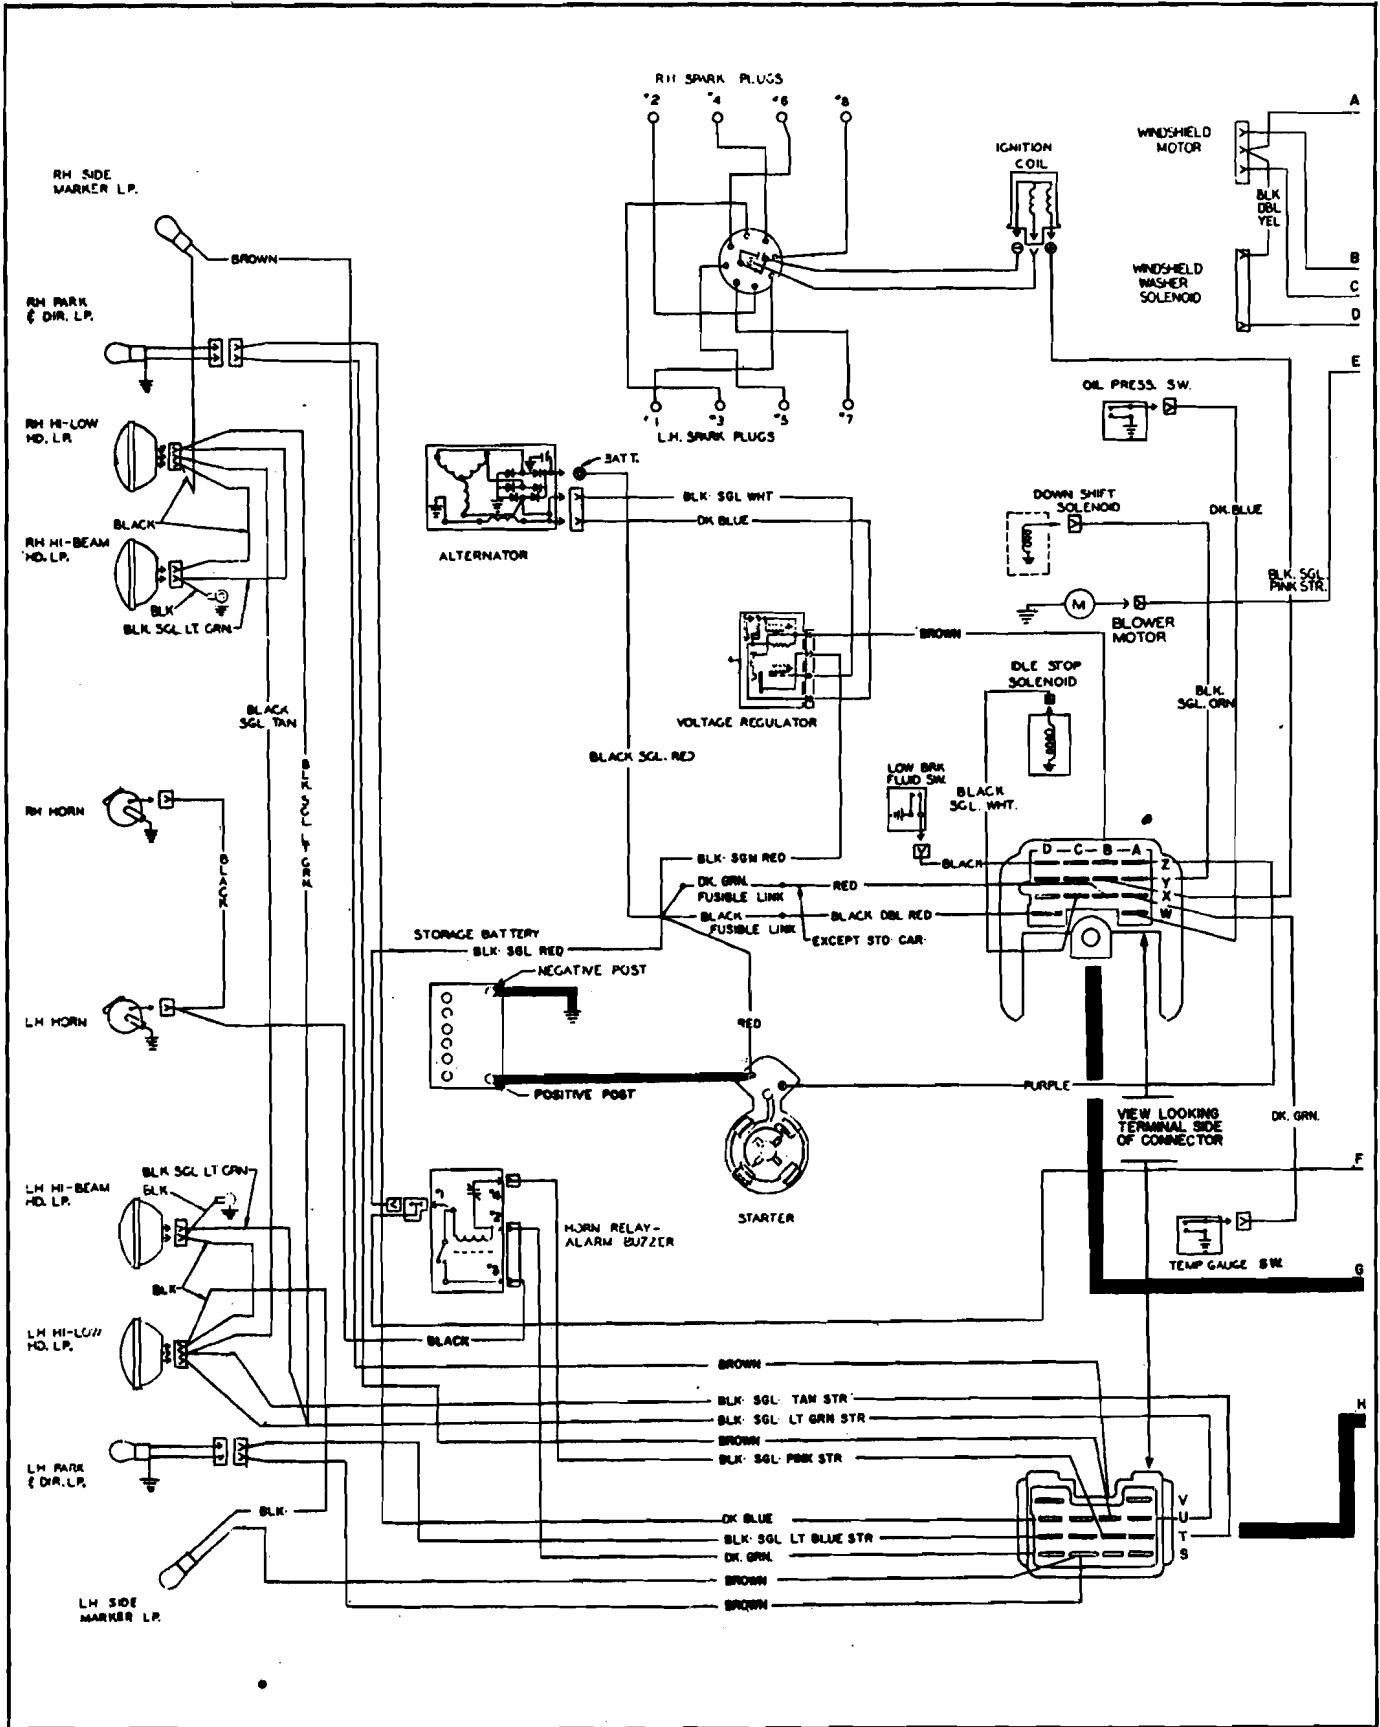 RH SPARK PLUGS
*2 *4 *6 *8
A
WINDSHIELD
MOTOR
IGNITION
COIL
RH SIDE
MARKER LP.
BLK
DBL
YEL
BROWN
B
WINDSHIELD
WASHER
SOLENOID
C
RH PARK
& DIR. LP.
D
E
OIL PRESS. SW.
*1 *3 *5 *7
L.H. SPARK PLUGS
RH HI-LOW
HD. LP.
BATT.
BLK· SGL WHT
DOWN SHIFT
SOLENOID
DK BLUE
DK BLUE
BLACK
RH HI-BEAM
HD. LP.
ALTERNATOR
BLK. SGL.
PINK STR.
BLK
BLK. SGL LT GRN
M
BLOWER
MOTOR
BROWN
IDLE STOP
SOLENOID
BLK.
SGL. ORN
BLACK
SGL TAN
VOLTAGE REGULATOR
BLACK SGL. RED
LOW BRK
FLUID SW.
BLACK
SGL. WHT.
BLK SGL LT GRN
RH HORN
BLACK
D — C — B — A
BLK· SGN RED
BLACK
Z
DK. GRN.
FUSIBLE LINK
RED
Y
X
BLACK
FUSIBLE LINK
BLACK DBL RED
W
STORAGE BATTERY
EXCEPT STD· CAR·
BLK· SGL RED
NEGATIVE POST
LH HORN
RED
PURPLE
POSITIVE POST
VIEW LOOKING
TERMINAL SIDE
OF CONNECTOR
DK. GRN.
F
BLK SGL LT GRN
LH HI-BEAM
HD. LP.
BLK
STARTER
HORN RELAY-
ALARM BUZZER
TEMP GAUGE SW.
G
BLK
LH HI-LOW
HD. LP.
BLACK
BROWN
BLK· SGL· TAN STR
H
BLK· SGL LT GRN STR
BROWN
BLK· SGL· PINK STR
LH PARK
& DIR. LP.
V
BLK·
DK BLUE
U
BLK· SGL LT BLUE STR
T
DK. GRN.
S
BROWN
LH SIDE
MARKER LP.
BROWN